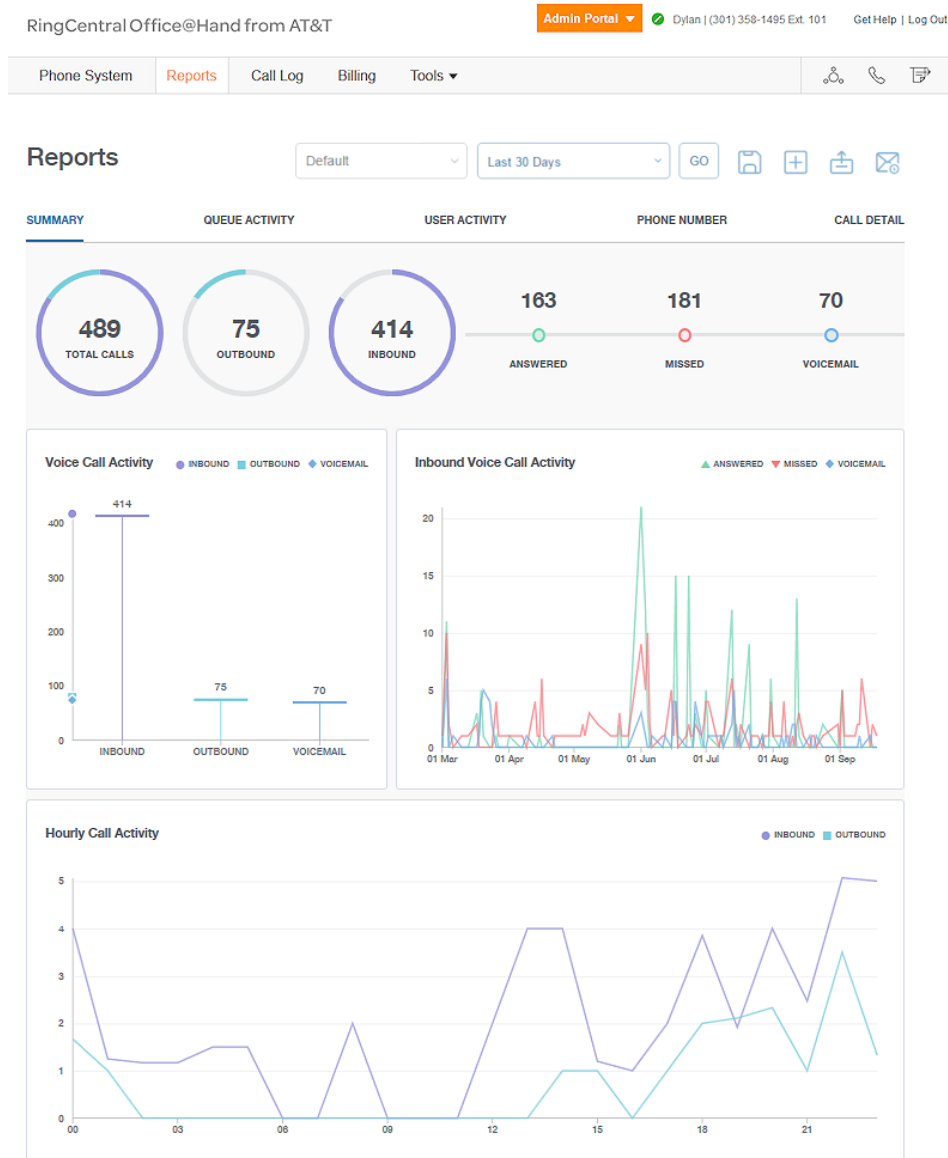 RingCentral Office@Hand from AT&T
Admin Portal
Dylan | (301) 358-1495 Ext. 101
Get Help | Log Out
Phone System Reports Call Log Billing Tools
Reports
Default
Last 30 Days
GO
SUMMARY QUEUE ACTIVITY USER ACTIVITY PHONE NUMBER CALL DETAIL
489
TOTAL CALLS
75
OUTBOUND
414
INBOUND
163
ANSWERED
181
MISSED
70
VOICEMAIL
Voice Call Activity
INBOUND OUTBOUND VOICEMAIL
414
75
70
400
300
200
100
0
INBOUND OUTBOUND VOICEMAIL
Inbound Voice Call Activity
ANSWERED MISSED VOICEMAIL
20
15
10
5
0
01 Mar 01 Apr 01 May 01 Jun 01 Jul 01 Aug 01 Sep
Hourly Call Activity
INBOUND OUTBOUND
5
4
3
2
1
0
00 03 06 09 12 15 18 21